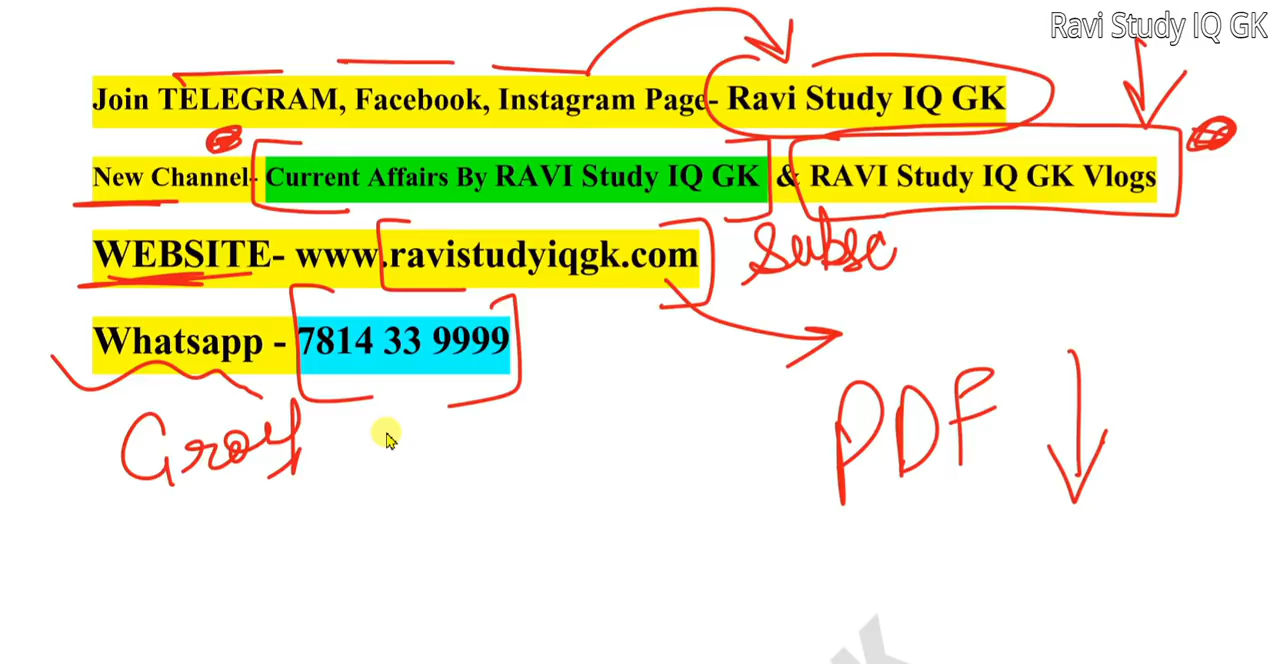 Ravi Study IQ GK
Join TELEGRAM, Facebook, Instagram Page- Ravi Study IQ GK
New Channel- Current Affairs By RAVI Study IQ GK & RAVI Study IQ GK Vlogs
WEBSITE- www.ravistudyiqgk.com
Subsc
Whatsapp - 7814 33 9999
PDF